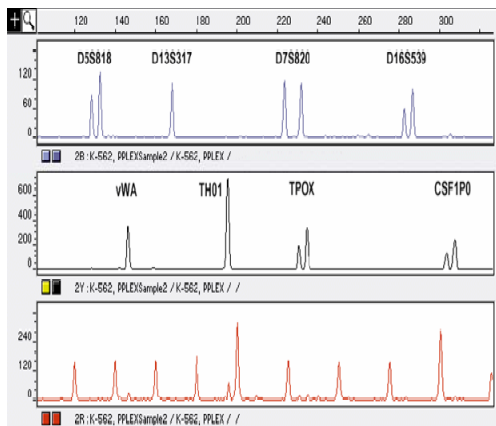 120 140 160 180 200 220 240 260 280 300
D5S818 D13S317 D7S820 D16S539
120
60
0
2B : K-562, PPLEXSample2 / K-562, PPLEX / /
vWA TH01 TPOX CSF1P0
600
400
200
0
2Y : K-562, PPLEXSample2 / K-562, PPLEX / /
240
120
0
2R : K-562, PPLEXSample2 / K-562, PPLEX / /